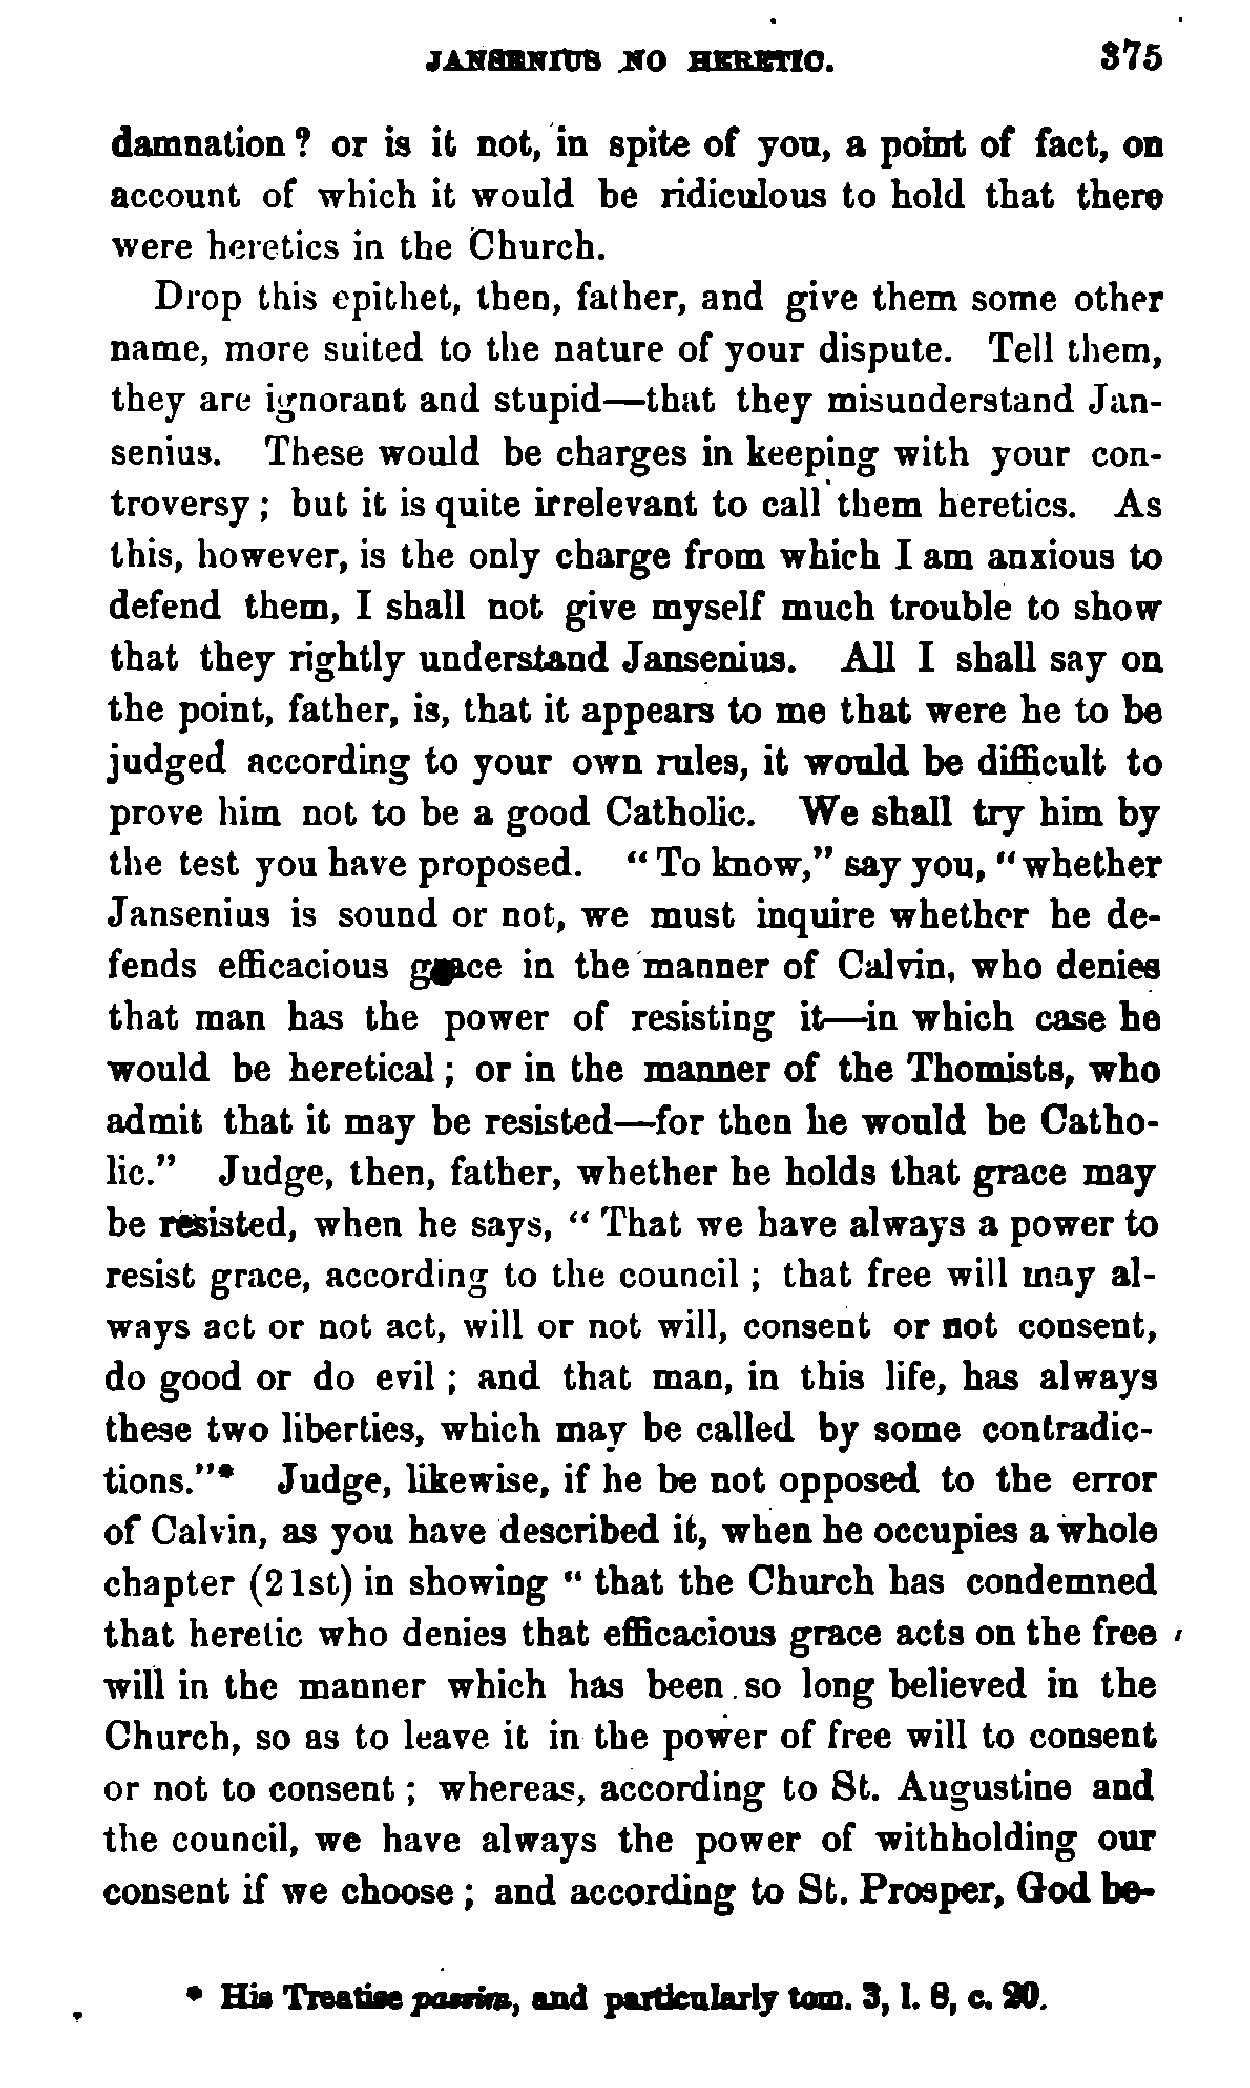 JANSENIUS NO HERETIC. 375
damnation? or is it not, in spite of you, a point of fact, on
account of which it would be ridiculous to hold that there
were heretics in the Church.
Drop this epithet, then, father, and give them some other
name, more suited to the nature of your dispute. Tell them,
they are ignorant and stupid—that they misunderstand Jan-
senius. These would be charges in keeping with your con-
troversy; but it is quite irrelevant to call them heretics. As
this, however, is the only charge from which I am anxious to
defend them, I shall not give myself much trouble to show
that they rightly understand Jansenius. All I shall say on
the point, father, is, that it appears to me that were he to be
judged according to your own rules, it would be difficult to
prove him not to be a good Catholic. We shall try him by
the test you have proposed. "To know," say you, "whether
Jansenius is sound or not, we must inquire whether he de-
fends efficacious grace in the manner of Calvin, who denies
that man has the power of resisting it—in which case he
would be heretical; or in the manner of the Thomists, who
admit that it may be resisted—for then he would be Catho-
lic." Judge, then, father, whether he holds that grace may
be resisted, when he says, "That we have always a power to
resist grace, according to the council; that free will may al-
ways act or not act, will or not will, consent or not consent,
do good or do evil; and that man, in this life, has always
these two liberties, which may be called by some contradic-
tions."* Judge, likewise, if he be not opposed to the error
of Calvin, as you have described it, when he occupies a whole
chapter (21st) in showing "that the Church has condemned
that heretic who denies that efficacious grace acts on the free
will in the manner which has been so long believed in the
Church, so as to leave it in the power of free will to consent
or not to consent; whereas, according to St. Augustine and
the council, we have always the power of withholding our
consent if we choose; and according to St. Prosper, God be-
* His Treatise passim, and particularly tom. 3, l. 8, c. 20.